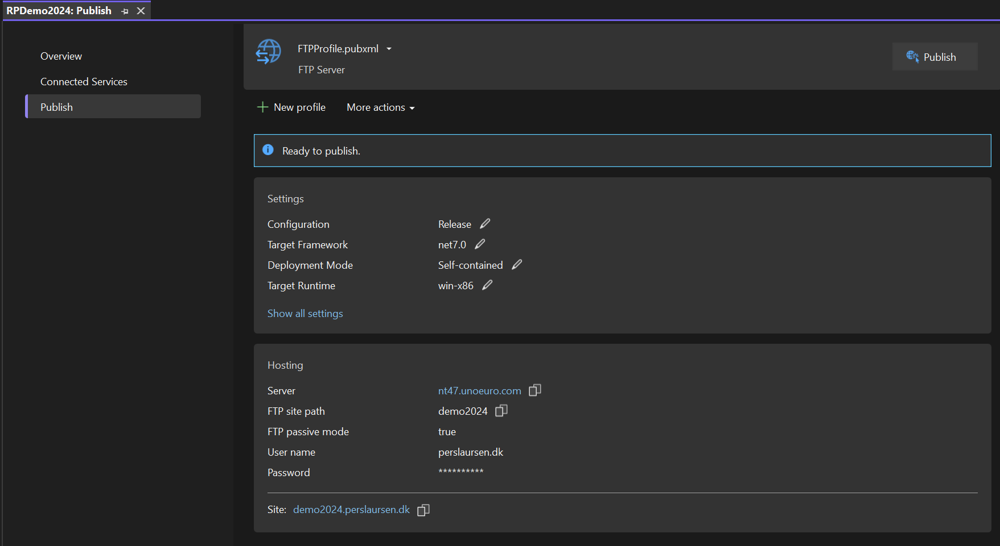 RPDemo2024: Publish
Overview
Connected Services
Publish
FTPProfile.pubxml
FTP Server
Publish
New profile More actions
Ready to publish.
Settings
Configuration Release
Target Framework net7.0
Deployment Mode Self-contained
Target Runtime win-x86
Show all settings
Hosting
Server nt47.unoeuro.com
FTP site path demo2024
FTP passive mode true
User name perslaursen.dk
Password **********
Site: demo2024.perslaursen.dk